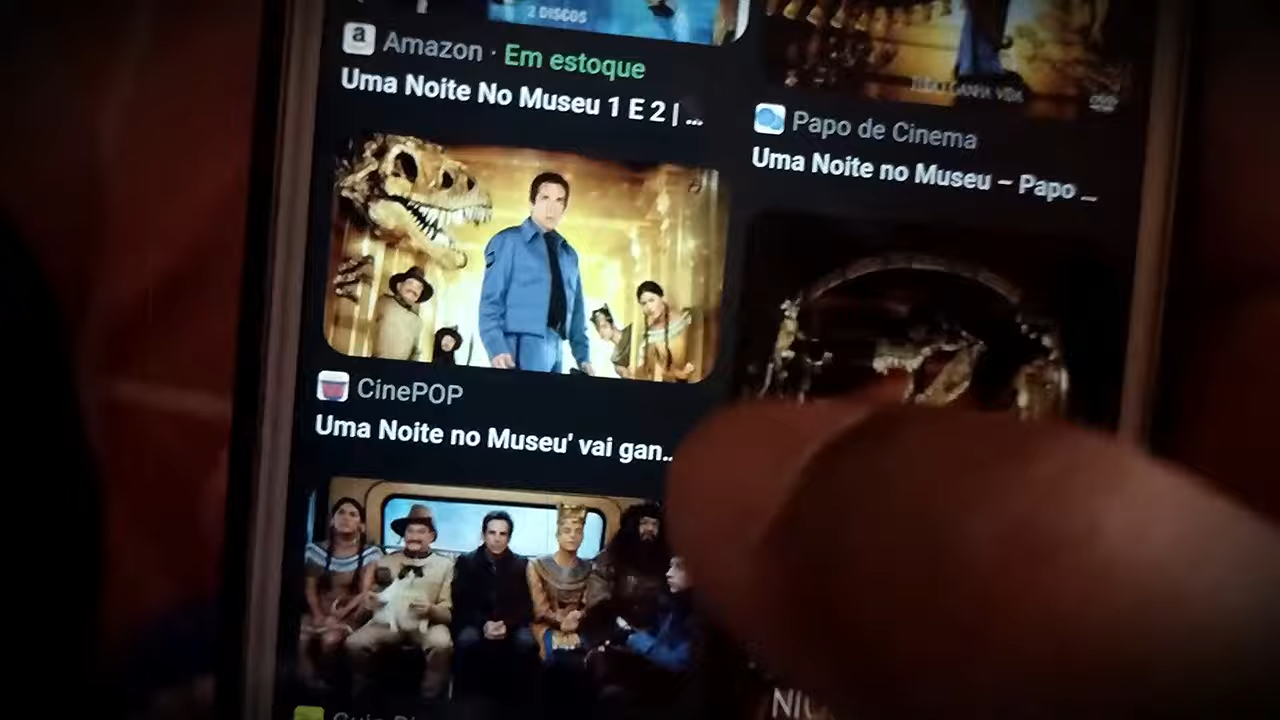 2 DISCOS
Amazon · Em estoque
Uma Noite No Museu 1 E 2 | ...
Papo de Cinema
Uma Noite no Museu – Papo ...
CinePOP
Uma Noite no Museu' vai gan...